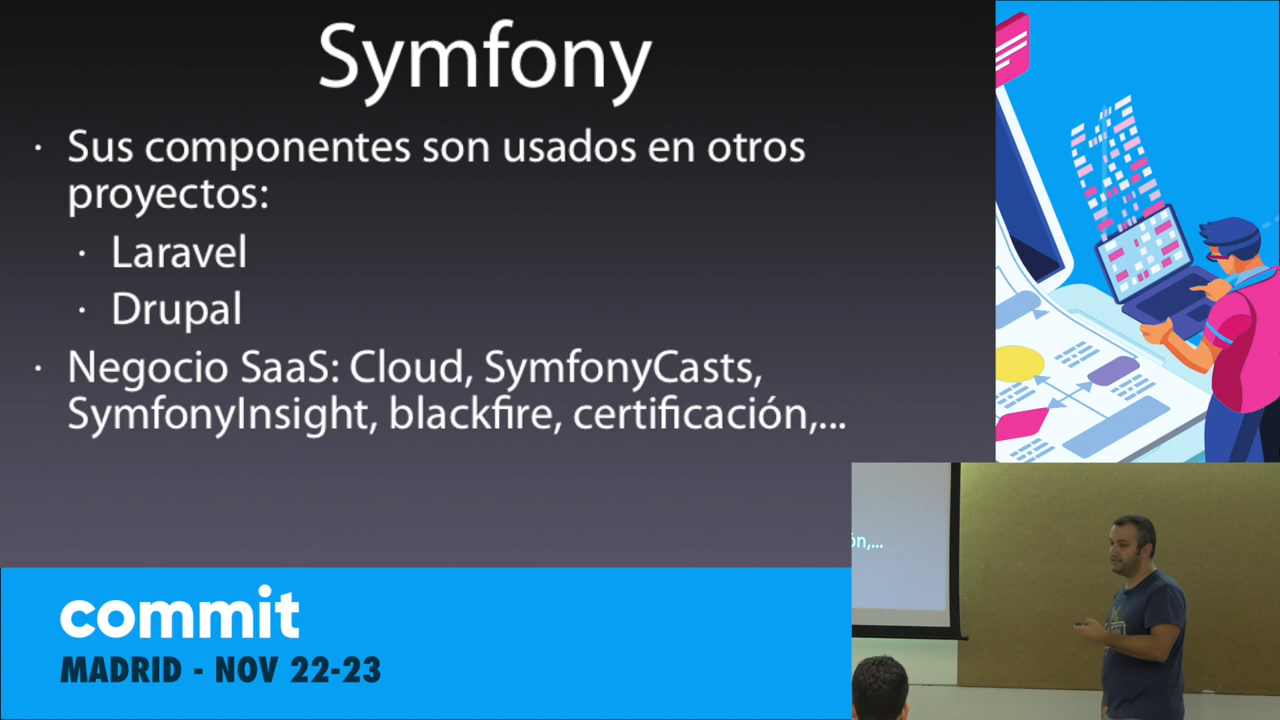 Symfony
· Sus componentes son usados en otros
proyectos:
· Laravel
· Drupal
· Negocio SaaS: Cloud, SymfonyCasts,
SymfonyInsight, blackfire, certificación,...
ón,...
commit
MADRID - NOV 22-23